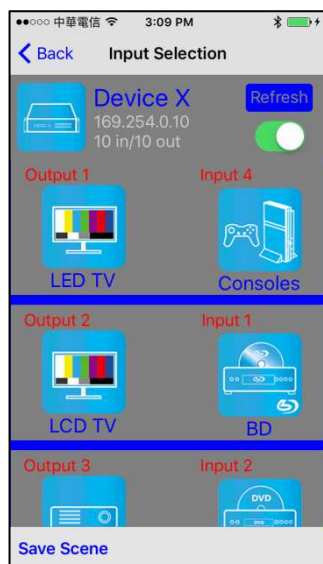 中華電信 3:09 PM
Back Input Selection
Device X Refresh
169.254.0.10
10 in/10 out
Output 1 Input 4
LED TV Consoles
Output 2 Input 1
LCD TV BD
Output 3 Input 2
DVD
Save Scene